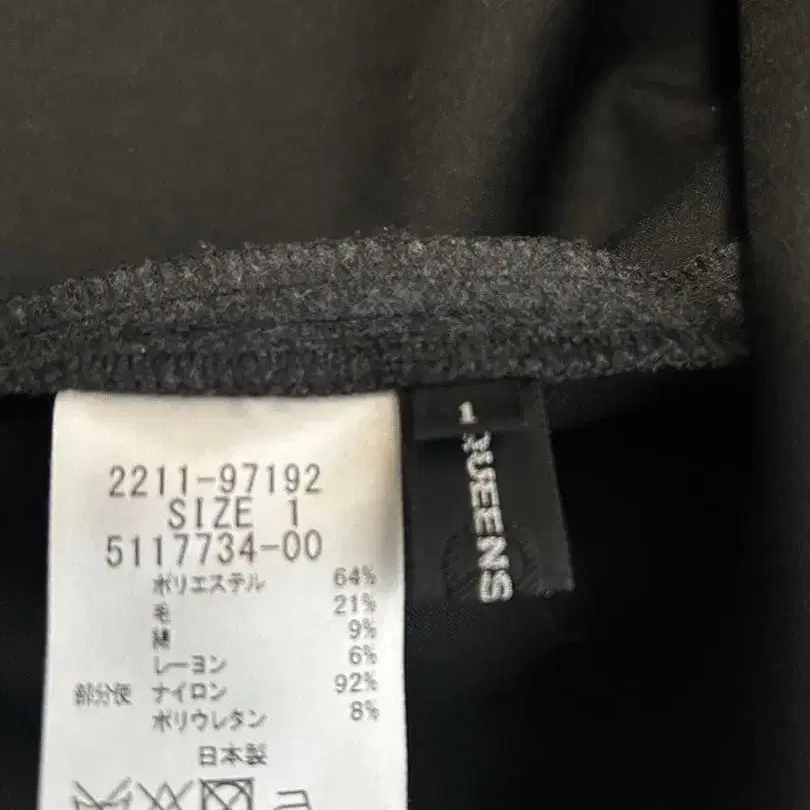 2211-97192
SIZE 1
5117734-00
ポリエステル 64%
毛 21%
綿 9%
レーヨン 6%
部分使 ナイロン 92%
ポリウレタン 8%
日本製
1
QUEENS